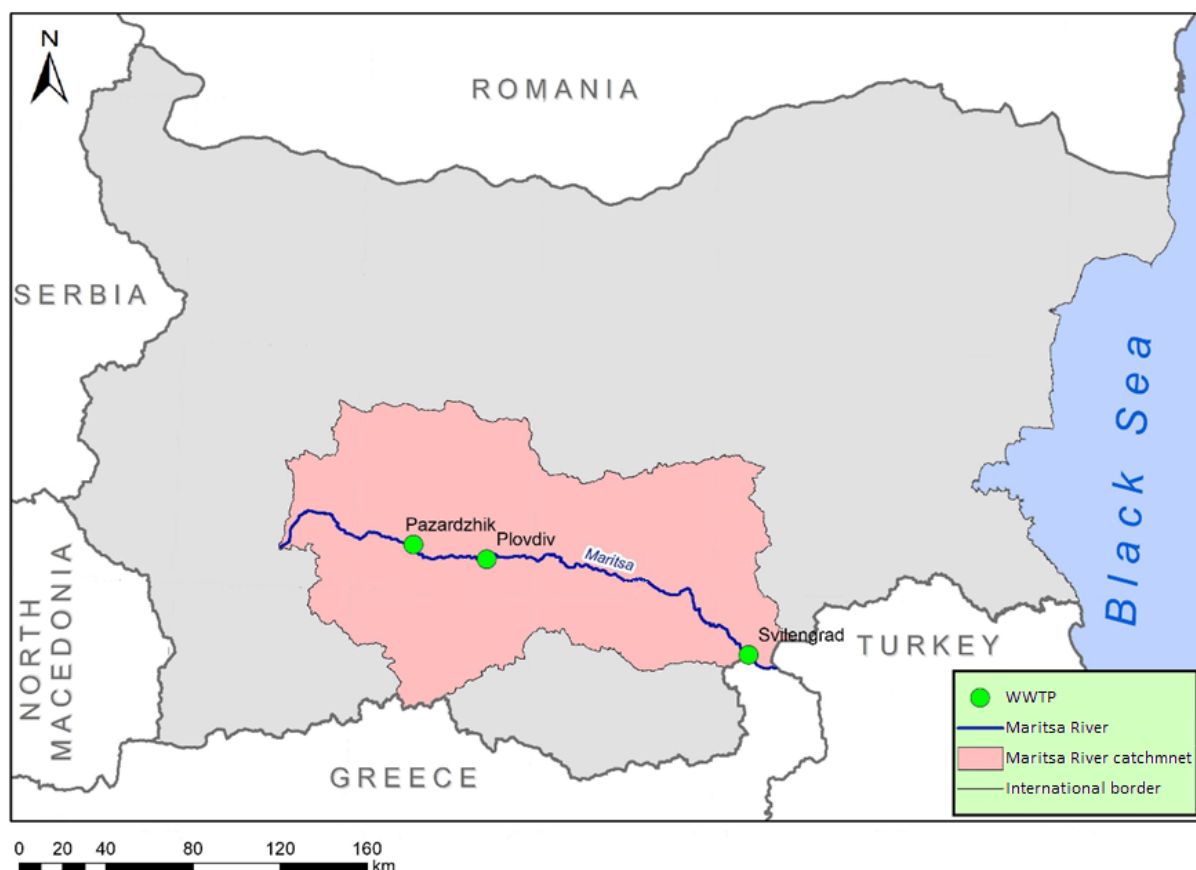 N
ROMANIA
SERBIA
Black Sea
Pazardzhik
Plovdiv
Maritsa
NORTH
MACEDONIA
Svilengrad
TURKEY
GREECE
WWTP
Maritsa River
Maritsa River catchmnet
International border
0 20 40 80 120 160
km